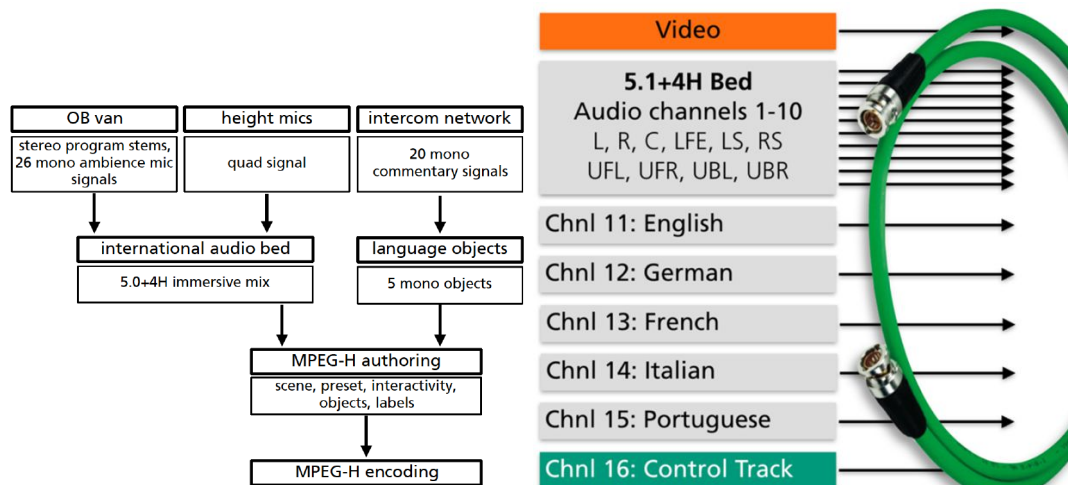 OB van
stereo program stems,
26 mono ambience mic
signals
height mics
quad signal
intercom network
20 mono
commentary signals
international audio bed
5.0+4H immersive mix
language objects
5 mono objects
MPEG-H authoring
scene, preset, interactivity,
objects, labels
MPEG-H encoding
Video
5.1+4H Bed
Audio channels 1-10
L, R, C, LFE, LS, RS
UFL, UFR, UBL, UBR
Chnl 11: English
Chnl 12: German
Chnl 13: French
Chnl 14: Italian
Chnl 15: Portuguese
Chnl 16: Control Track